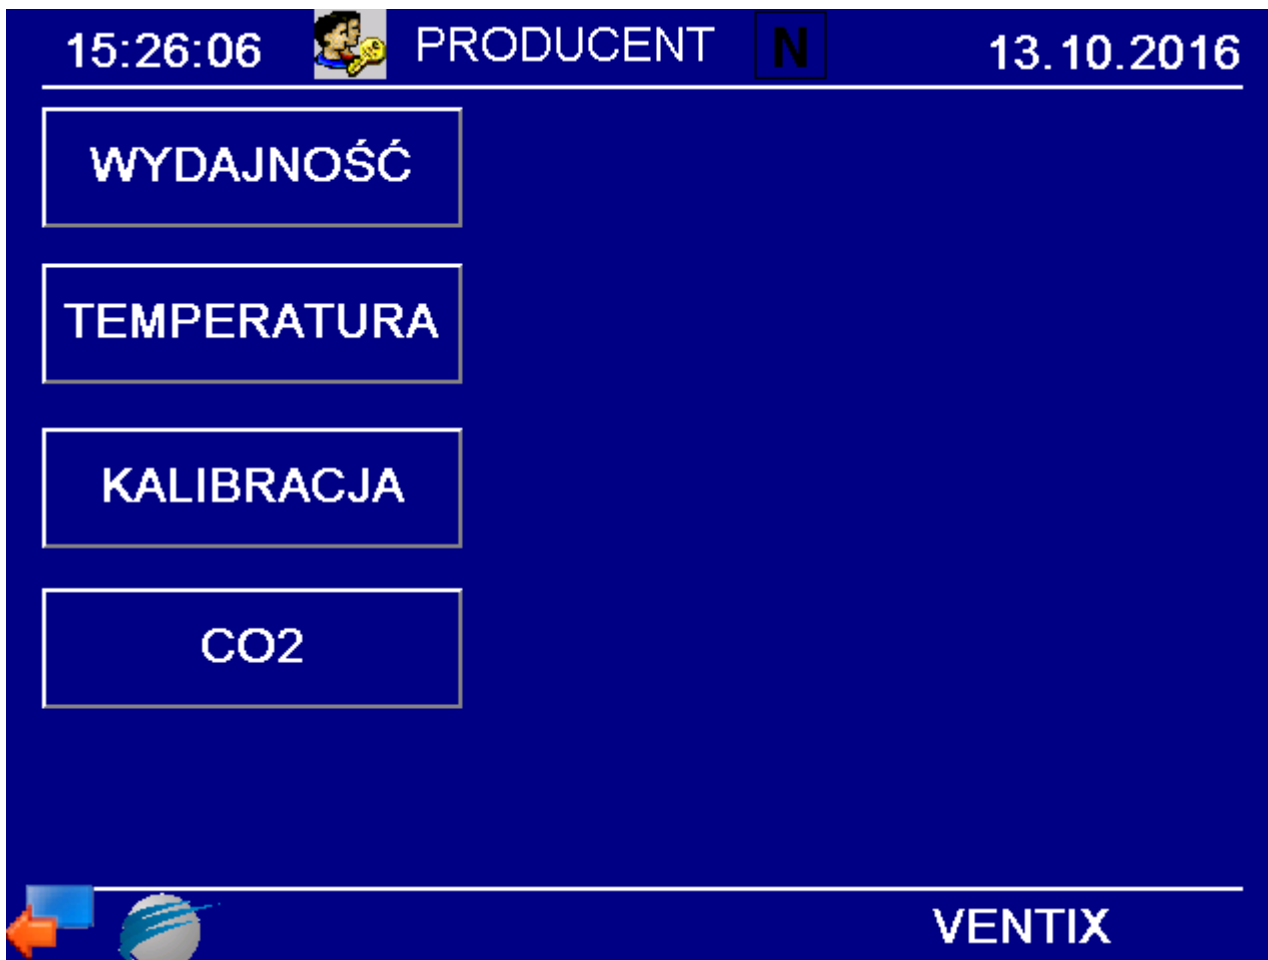 15:26:06 PRODUCENT N 13.10.2016
WYDAJNOŚĆ
TEMPERATURA
KALIBRACJA
CO2
VENTIX